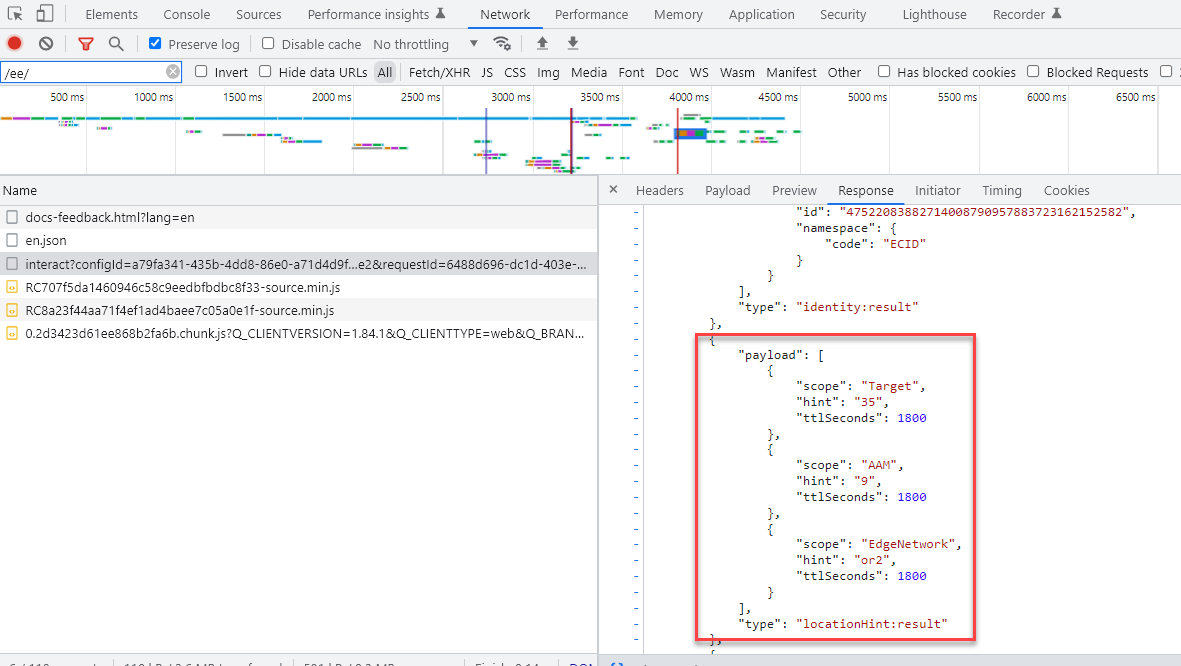 Elements Console Sources Performance insights Network Performance Memory Application Security Lighthouse Recorder
Preserve log Disable cache No throttling
/ee/ Invert Hide data URLs All Fetch/XHR JS CSS Img Media Font Doc WS Wasm Manifest Other Has blocked cookies Blocked Requests
500 ms 1000 ms 1500 ms 2000 ms 2500 ms 3000 ms 3500 ms 4000 ms 4500 ms 5000 ms 5500 ms 6000 ms 6500 ms
Name
docs-feedback.html?lang=en
en.json
interact?configId=a79fa341-435b-4dd8-86e0-a71d4d9f...e2&requestId=6488d696-dc1d-403e-...
RC707f5da1460946c58c9eedbfbdbc8f33-source.min.js
RC8a23f44aa71f4ef1ad4baee7c05a0e1f-source.min.js
0.2d3423d61ee868b2fa6b.chunk.js?Q_CLIENTVERSION=1.84.1&Q_CLIENTTYPE=web&Q_BRAN...
× Headers Payload Preview Response Initiator Timing Cookies
- "id": "47522083882714008790957883723162152582",
- "namespace": {
- "code": "ECID"
- }
- }
- ],
- "type": "identity:result"
- },
- {
- "payload": [
- {
- "scope": "Target",
- "hint": "35",
- "ttlSeconds": 1800
- },
- {
- "scope": "AAM",
- "hint": "9",
- "ttlSeconds": 1800
- },
- {
- "scope": "EdgeNetwork",
- "hint": "or2",
- "ttlSeconds": 1800
- }
- ],
- "type": "locationHint:result"
- },